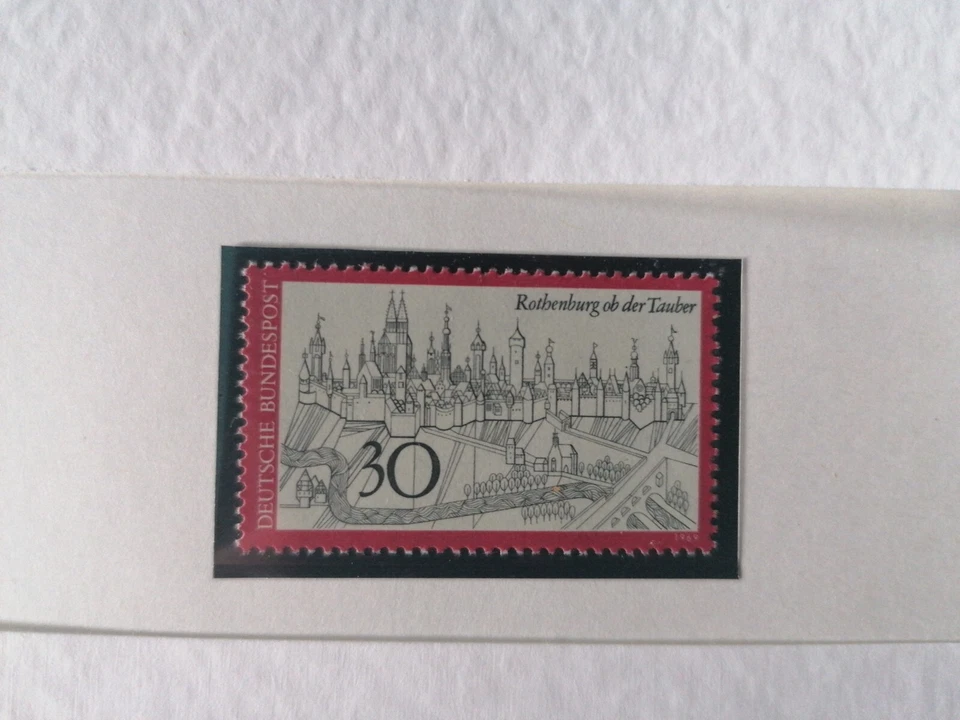 Rothenburg ob der Tauber
DEUTSCHE BUNDESPOST
30
1969